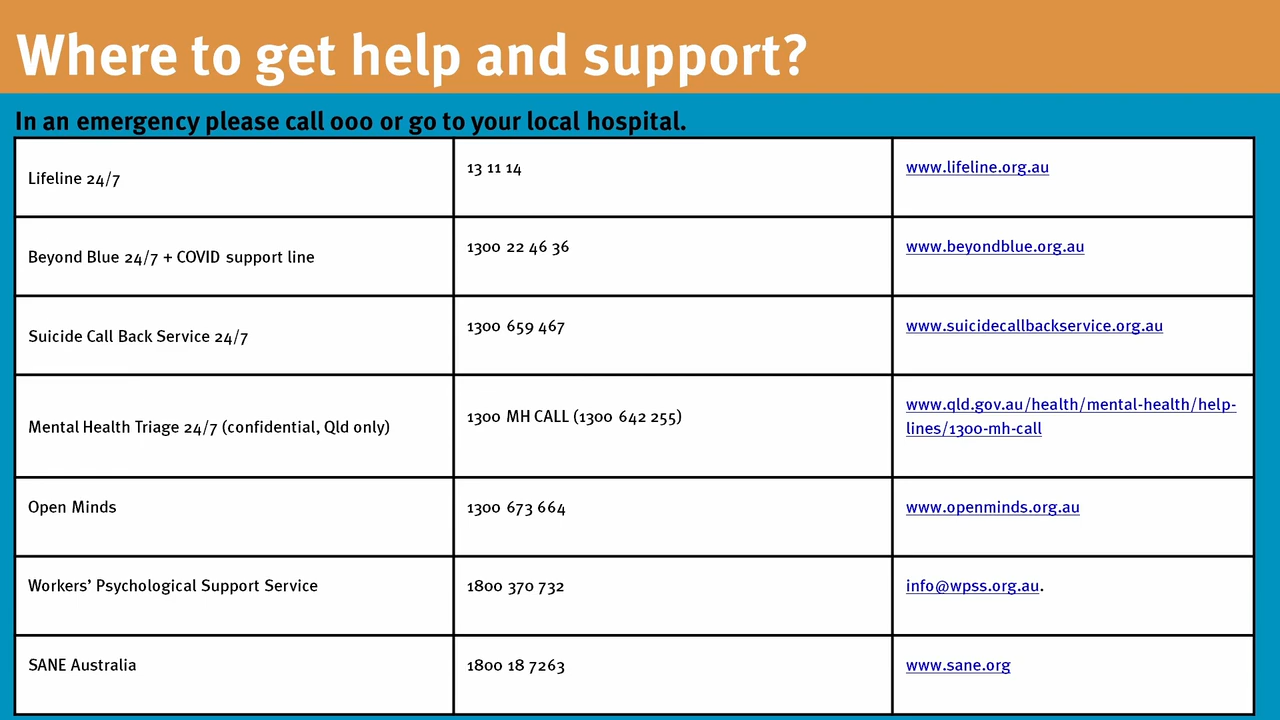 Where to get help and support?
In an emergency please call 000 or go to your local hospital.
Lifeline 24/7
13 11 14
www.lifeline.org.au
Beyond Blue 24/7 + COVID support line
1300 22 46 36
www.beyondblue.org.au
Suicide Call Back Service 24/7
1300 659 467
www.suicidecallbackservice.org.au
Mental Health Triage 24/7 (confidential, Qld only)
1300 MH CALL (1300 642 255)
www.qld.gov.au/health/mental-health/help-
lines/1300-mh-call
Open Minds
1300 673 664
www.openminds.org.au
Workers’ Psychological Support Service
1800 370 732
info@wpss.org.au.
SANE Australia
1800 18 7263
www.sane.org